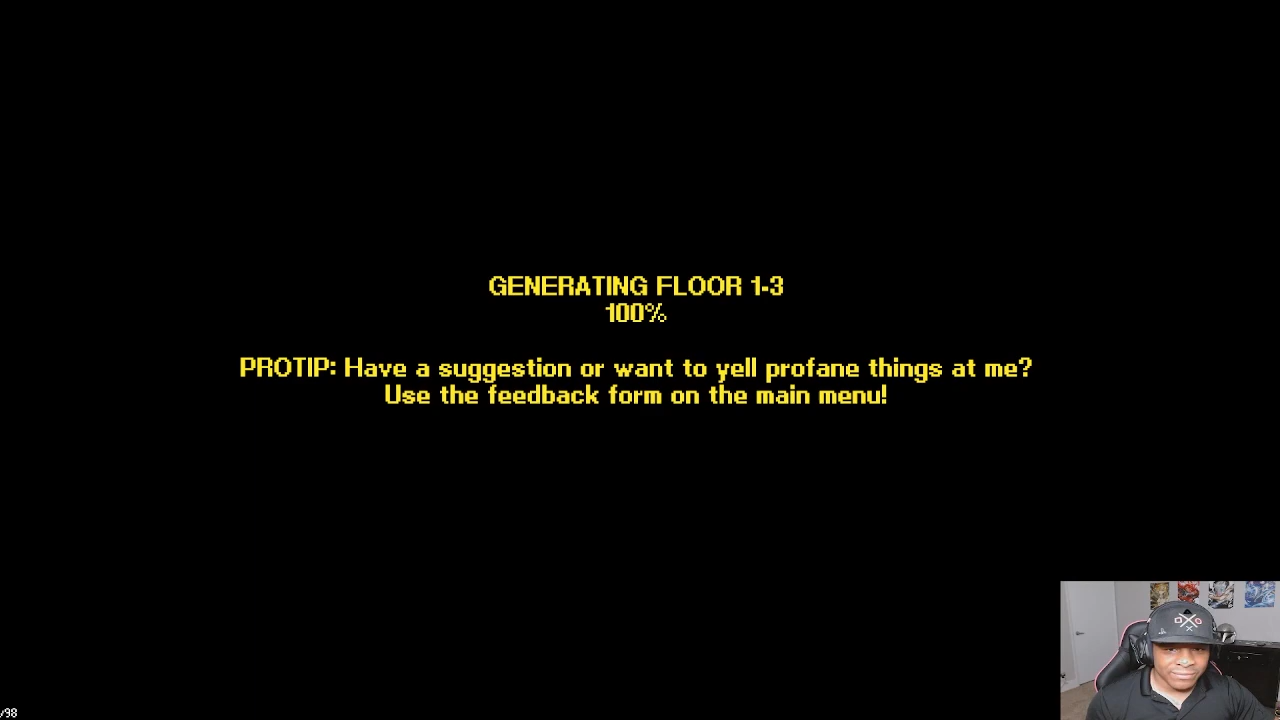 GENERATING FLOOR 1-3
100%
PROTIP: Have a suggestion or want to yell profane things at me?
Use the feedback form on the main menu!
v98